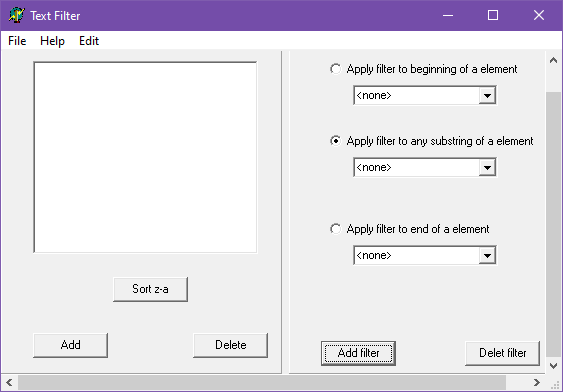 Text Filter
File Help Edit
Apply filter to beginning of a element
<none>
Apply filter to any substring of a element
<none>
Apply filter to end of a element
<none>
Sort z-a
Add Delete
Add filter Delet filter